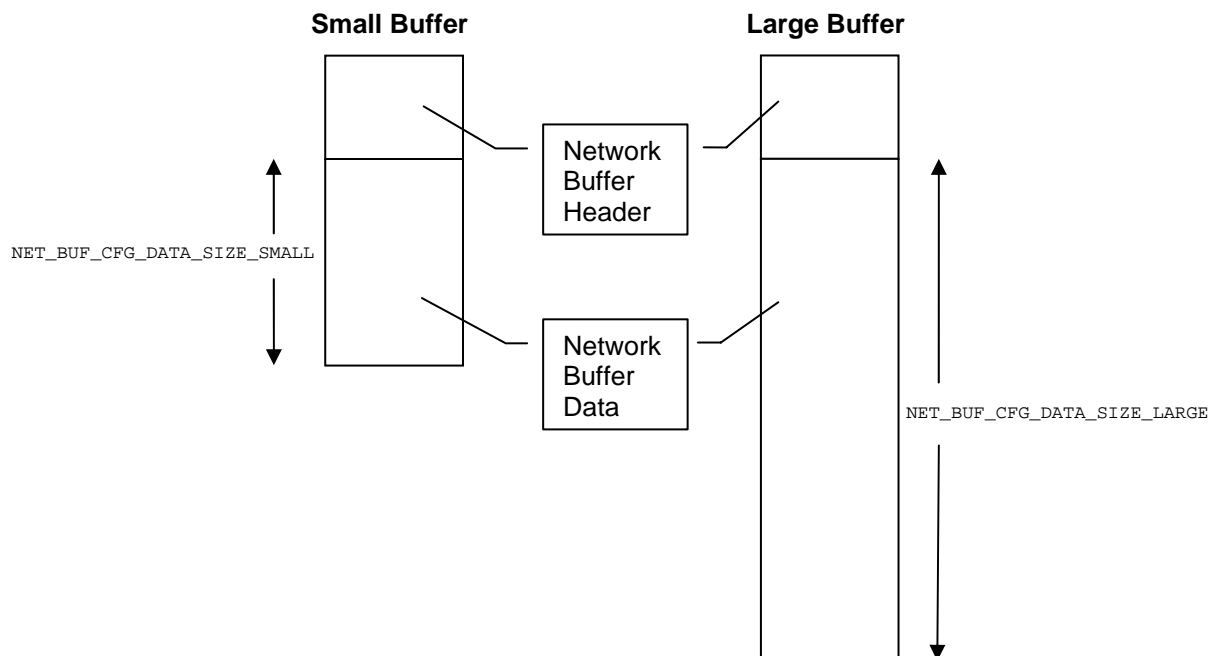 Small Buffer
Large Buffer
Network
Buffer
Header
NET_BUF_CFG_DATA_SIZE_SMALL
Network
Buffer
Data
NET_BUF_CFG_DATA_SIZE_LARGE